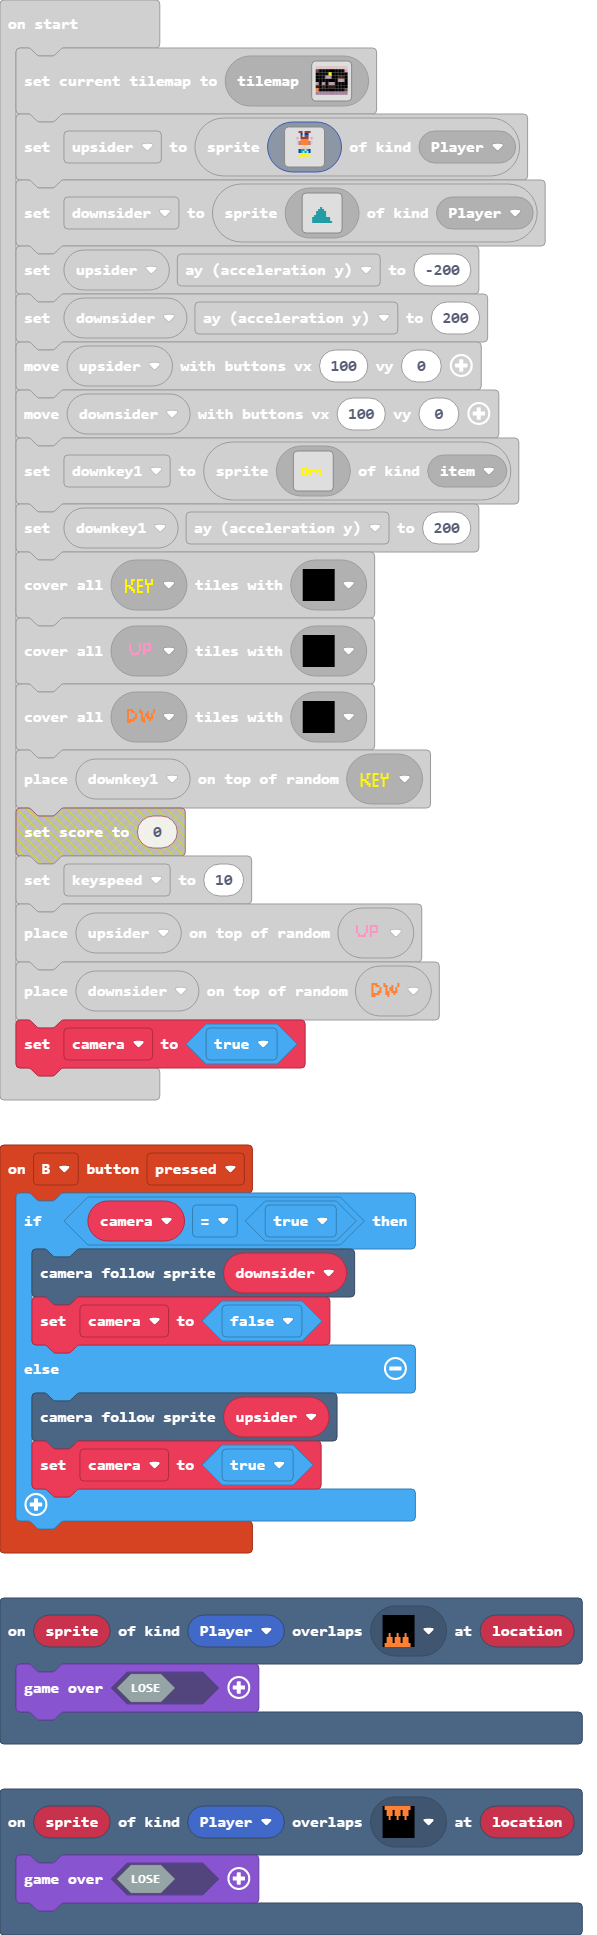 on start
set current tilemap to tilemap
set upsider to sprite of kind Player
set downsider to sprite of kind Player
set upsider ay (acceleration y) to -200
set downsider ay (acceleration y) to 200
move upsider with buttons vx 100 vy 0
move downsider with buttons vx 100 vy 0
set downkey1 to sprite of kind item
set downkey1 ay (acceleration y) to 200
cover all KEY tiles with
cover all UP tiles with
cover all DW tiles with
place downkey1 on top of random KEY
set score to 0
set keyspeed to 10
place upsider on top of random UP
place downsider on top of random DW
set camera to true
on B button pressed
if camera = true then
camera follow sprite downsider
set camera to false
else
camera follow sprite upsider
set camera to true
on sprite of kind Player overlaps at location
game over LOSE
on sprite of kind Player overlaps at location
game over LOSE